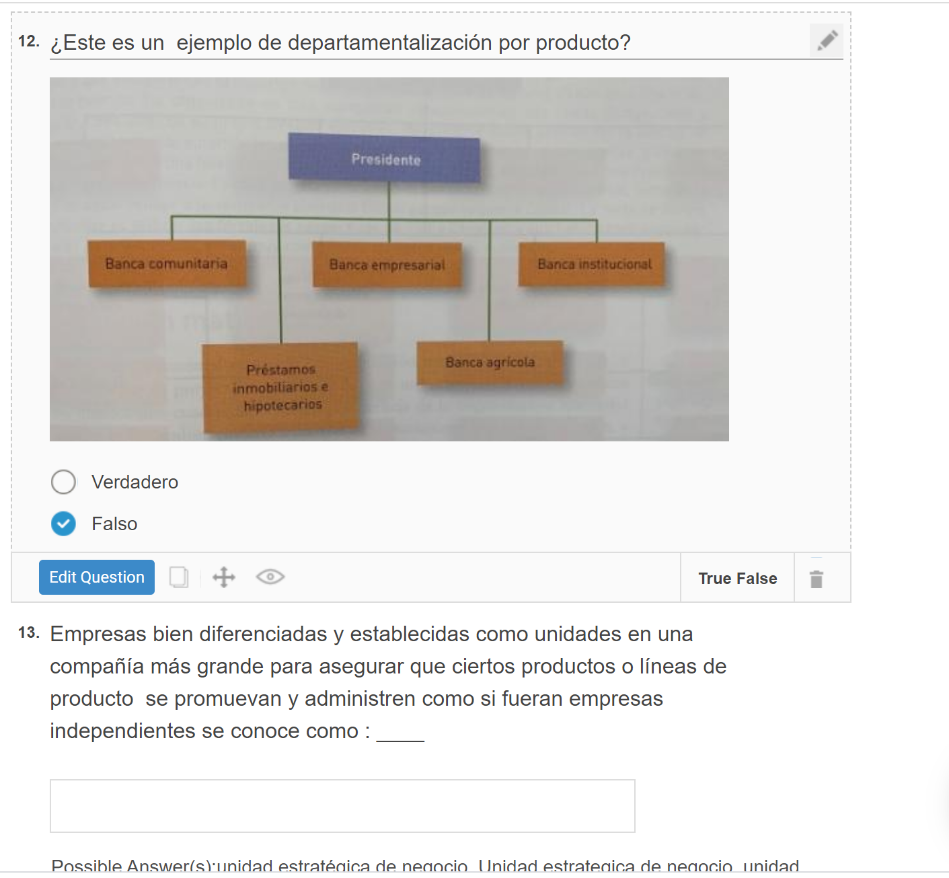 12. ¿Este es un ejemplo de departamentalización por producto?
Presidente
Banca comunitaria
Banca empresarial
Banca institucional
Préstamos
inmobiliarios e
hipotecarios
Banca agrícola
Verdadero
Falso
Edit Question
True False
13. Empresas bien diferenciadas y establecidas como unidades en una
compañía más grande para asegurar que ciertos productos o líneas de
producto se promuevan y administren como si fueran empresas
independientes se conoce como : ____
Possible Answer(s):unidad estratégica de negocio, Unidad estrategica de negocio, unidad